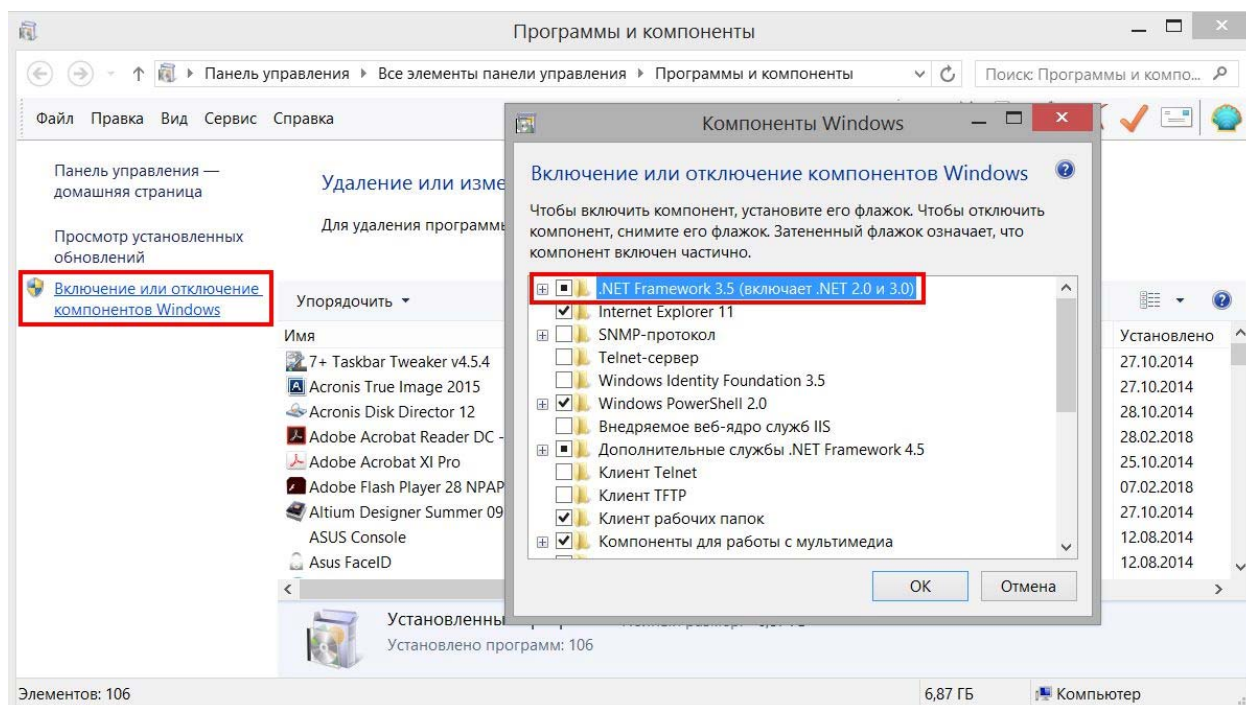 Программы и компоненты
Панель управления Все элементы панели управления Программы и компоненты
Поиск: Программы и компо...
Файл Правка Вид Сервис Справка
Панель управления —
домашняя страница
Просмотр установленных
обновлений
Включение или отключение
компонентов Windows
Удаление или изме
Для удаления программы
Упорядочить
Имя
Установлено
7+ Taskbar Tweaker v4.5.4
27.10.2014
Acronis True Image 2015
27.10.2014
Acronis Disk Director 12
28.10.2014
Adobe Acrobat Reader DC -
28.02.2018
Adobe Acrobat XI Pro
25.10.2014
Adobe Flash Player 28 NPAP
07.02.2018
Altium Designer Summer 09
27.10.2014
ASUS Console
12.08.2014
Asus FaceID
12.08.2014
Компоненты Windows
Включение или отключение компонентов Windows
Чтобы включить компонент, установите его флажок. Чтобы отключить
компонент, снимите его флажок. Затененный флажок означает, что
компонент включен частично.
.NET Framework 3.5 (включает .NET 2.0 и 3.0)
Internet Explorer 11
SNMP-протокол
Telnet-сервер
Windows Identity Foundation 3.5
Windows PowerShell 2.0
Внедряемое веб-ядро служб IIS
Дополнительные службы .NET Framework 4.5
Клиент Telnet
Клиент TFTP
Клиент рабочих папок
Компоненты для работы с мультимедиа
ОК
Отмена
Установленны
Установлено программ: 106
Элементов: 106
6,87 ГБ
Компьютер